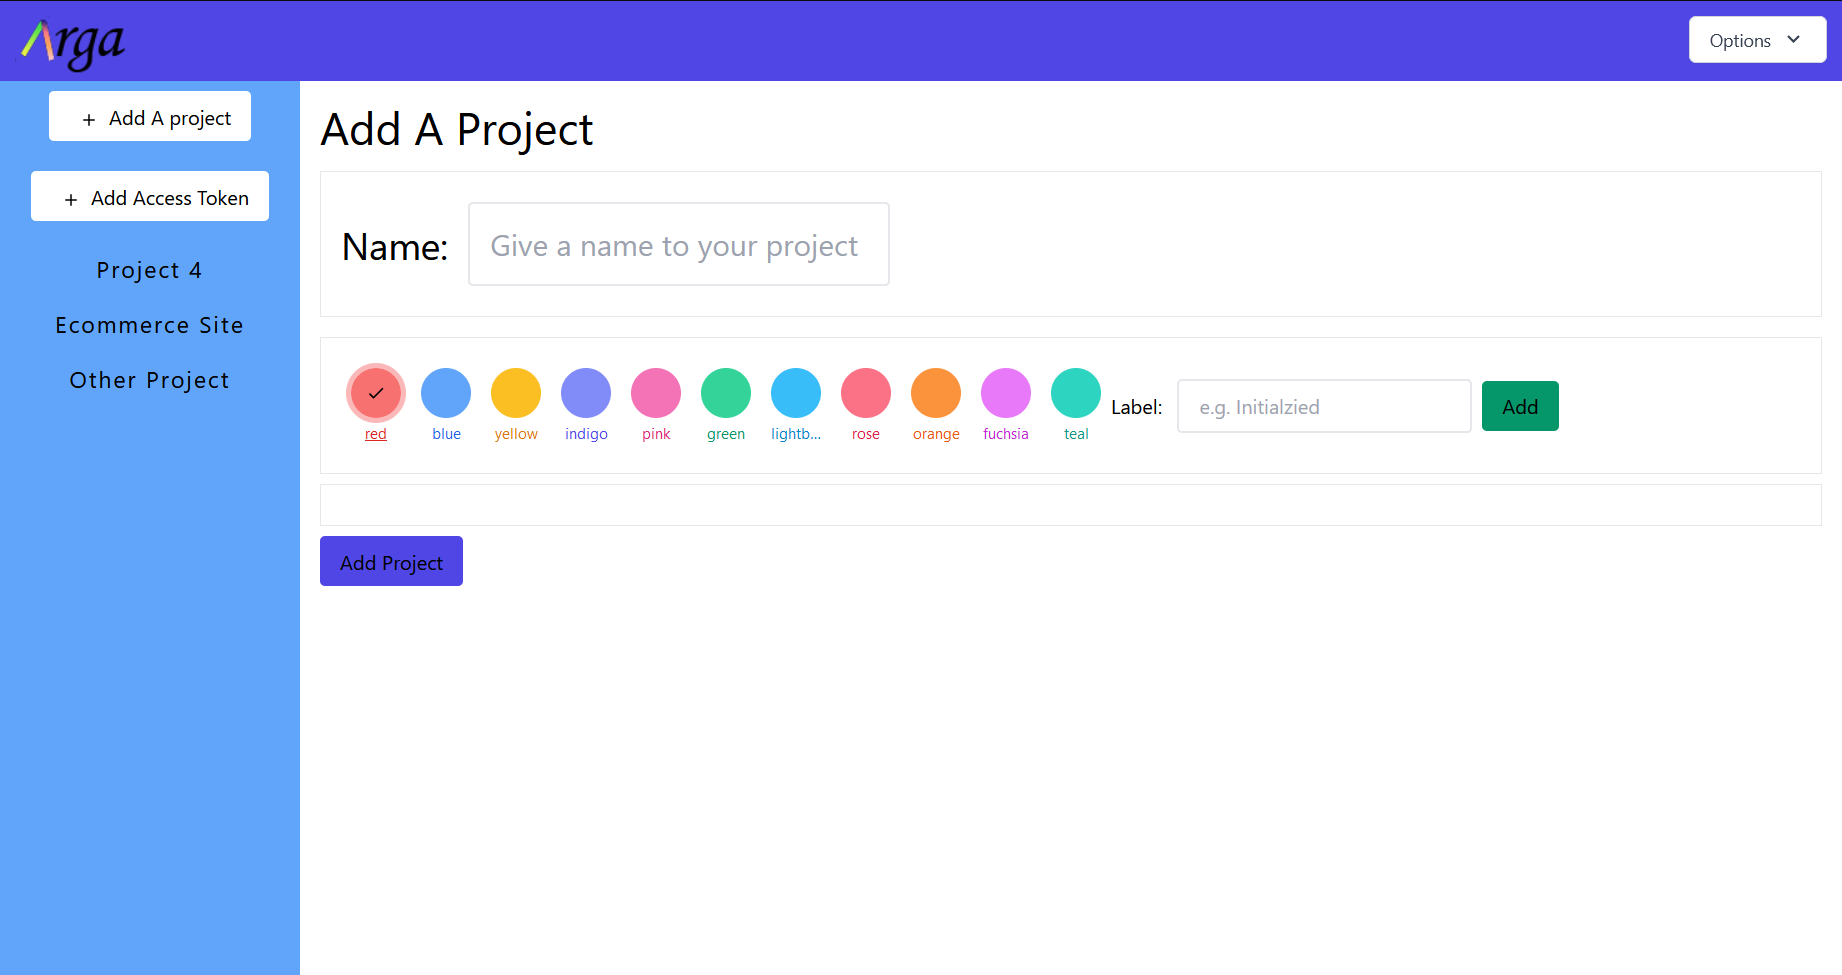 Arga
Options
+ Add A project
+ Add Access Token
Project 4
Ecommerce Site
Other Project
Add A Project
Name: Give a name to your project
red blue yellow indigo pink green lightb... rose orange fuchsia teal
Label: e.g. Initialzied Add
Add Project